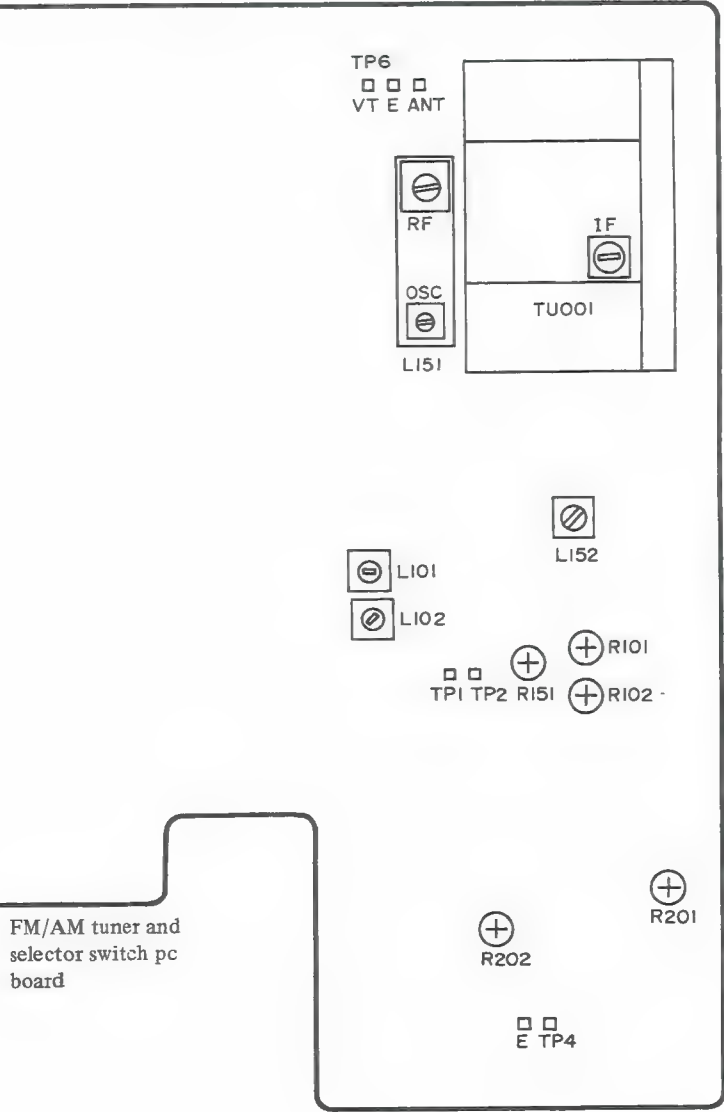 TP6
VT E ANT
RF
IF
OSC
TU001
L151
L152
L101
L102
R101
TP1 TP2 R151
R102
R201
R202
FM/AM tuner and
selector switch pc
board
E TP4